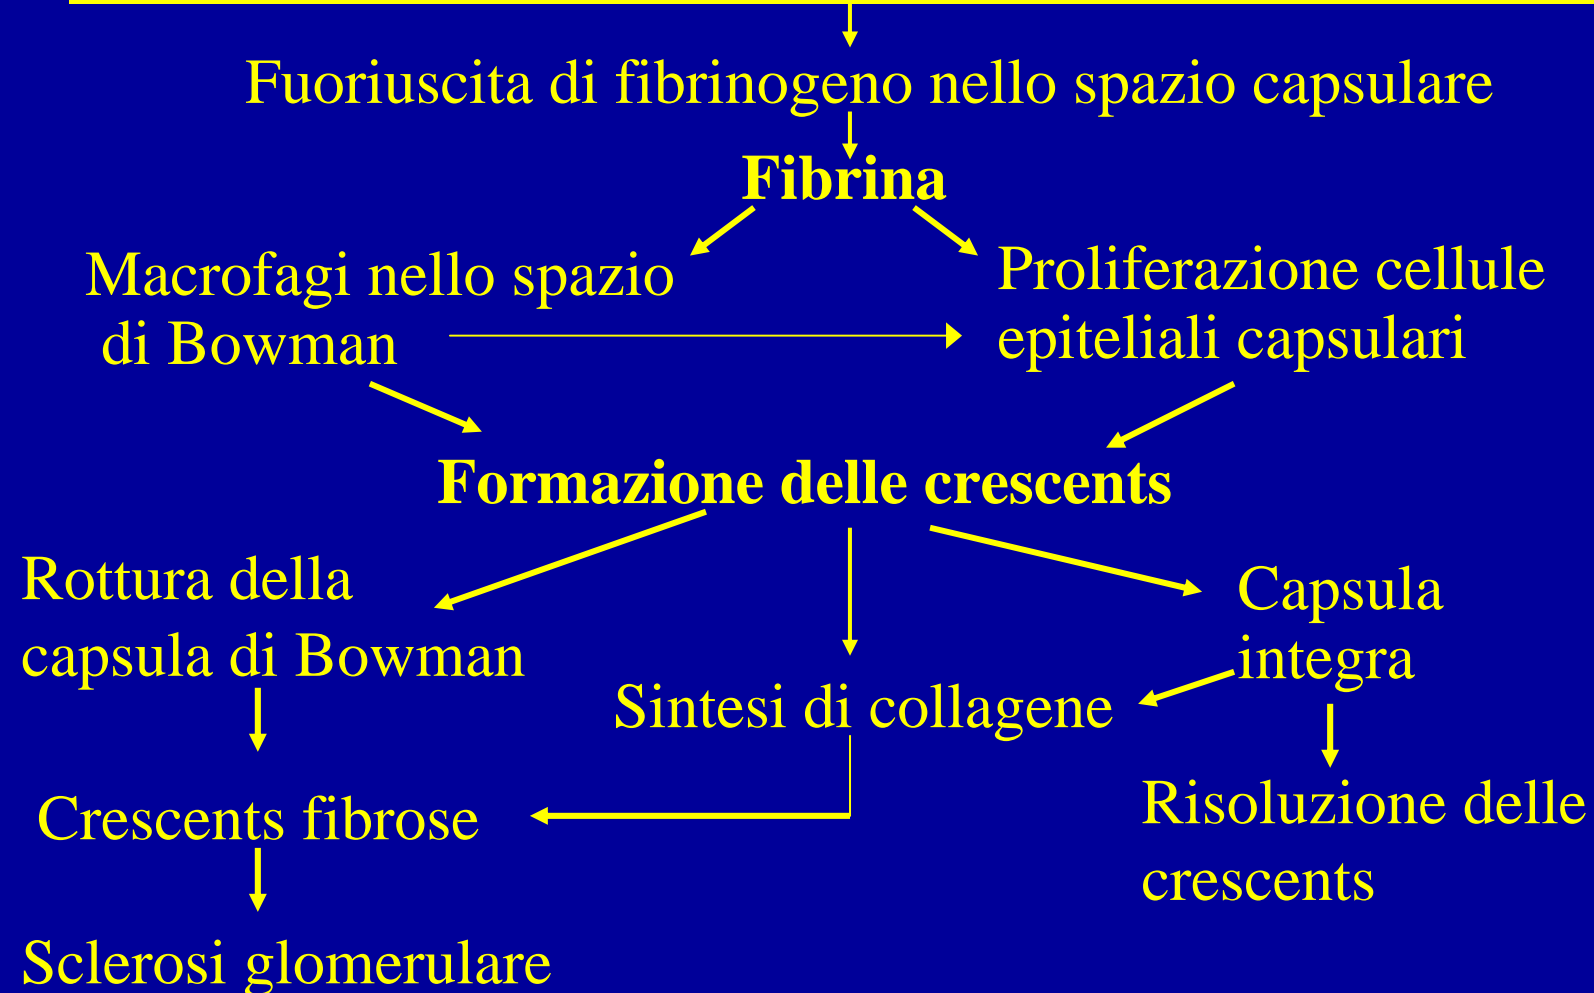 Fuoriuscita di fibrinogeno nello spazio capsulare
Fibrina
Macrofagi nello spazio
di Bowman
Proliferazione cellule
epiteliali capsulari
Formazione delle crescents
Rottura della
capsula di Bowman
Capsula
integra
Sintesi di collagene
Crescents fibrose
Risoluzione delle
crescents
Sclerosi glomerulare